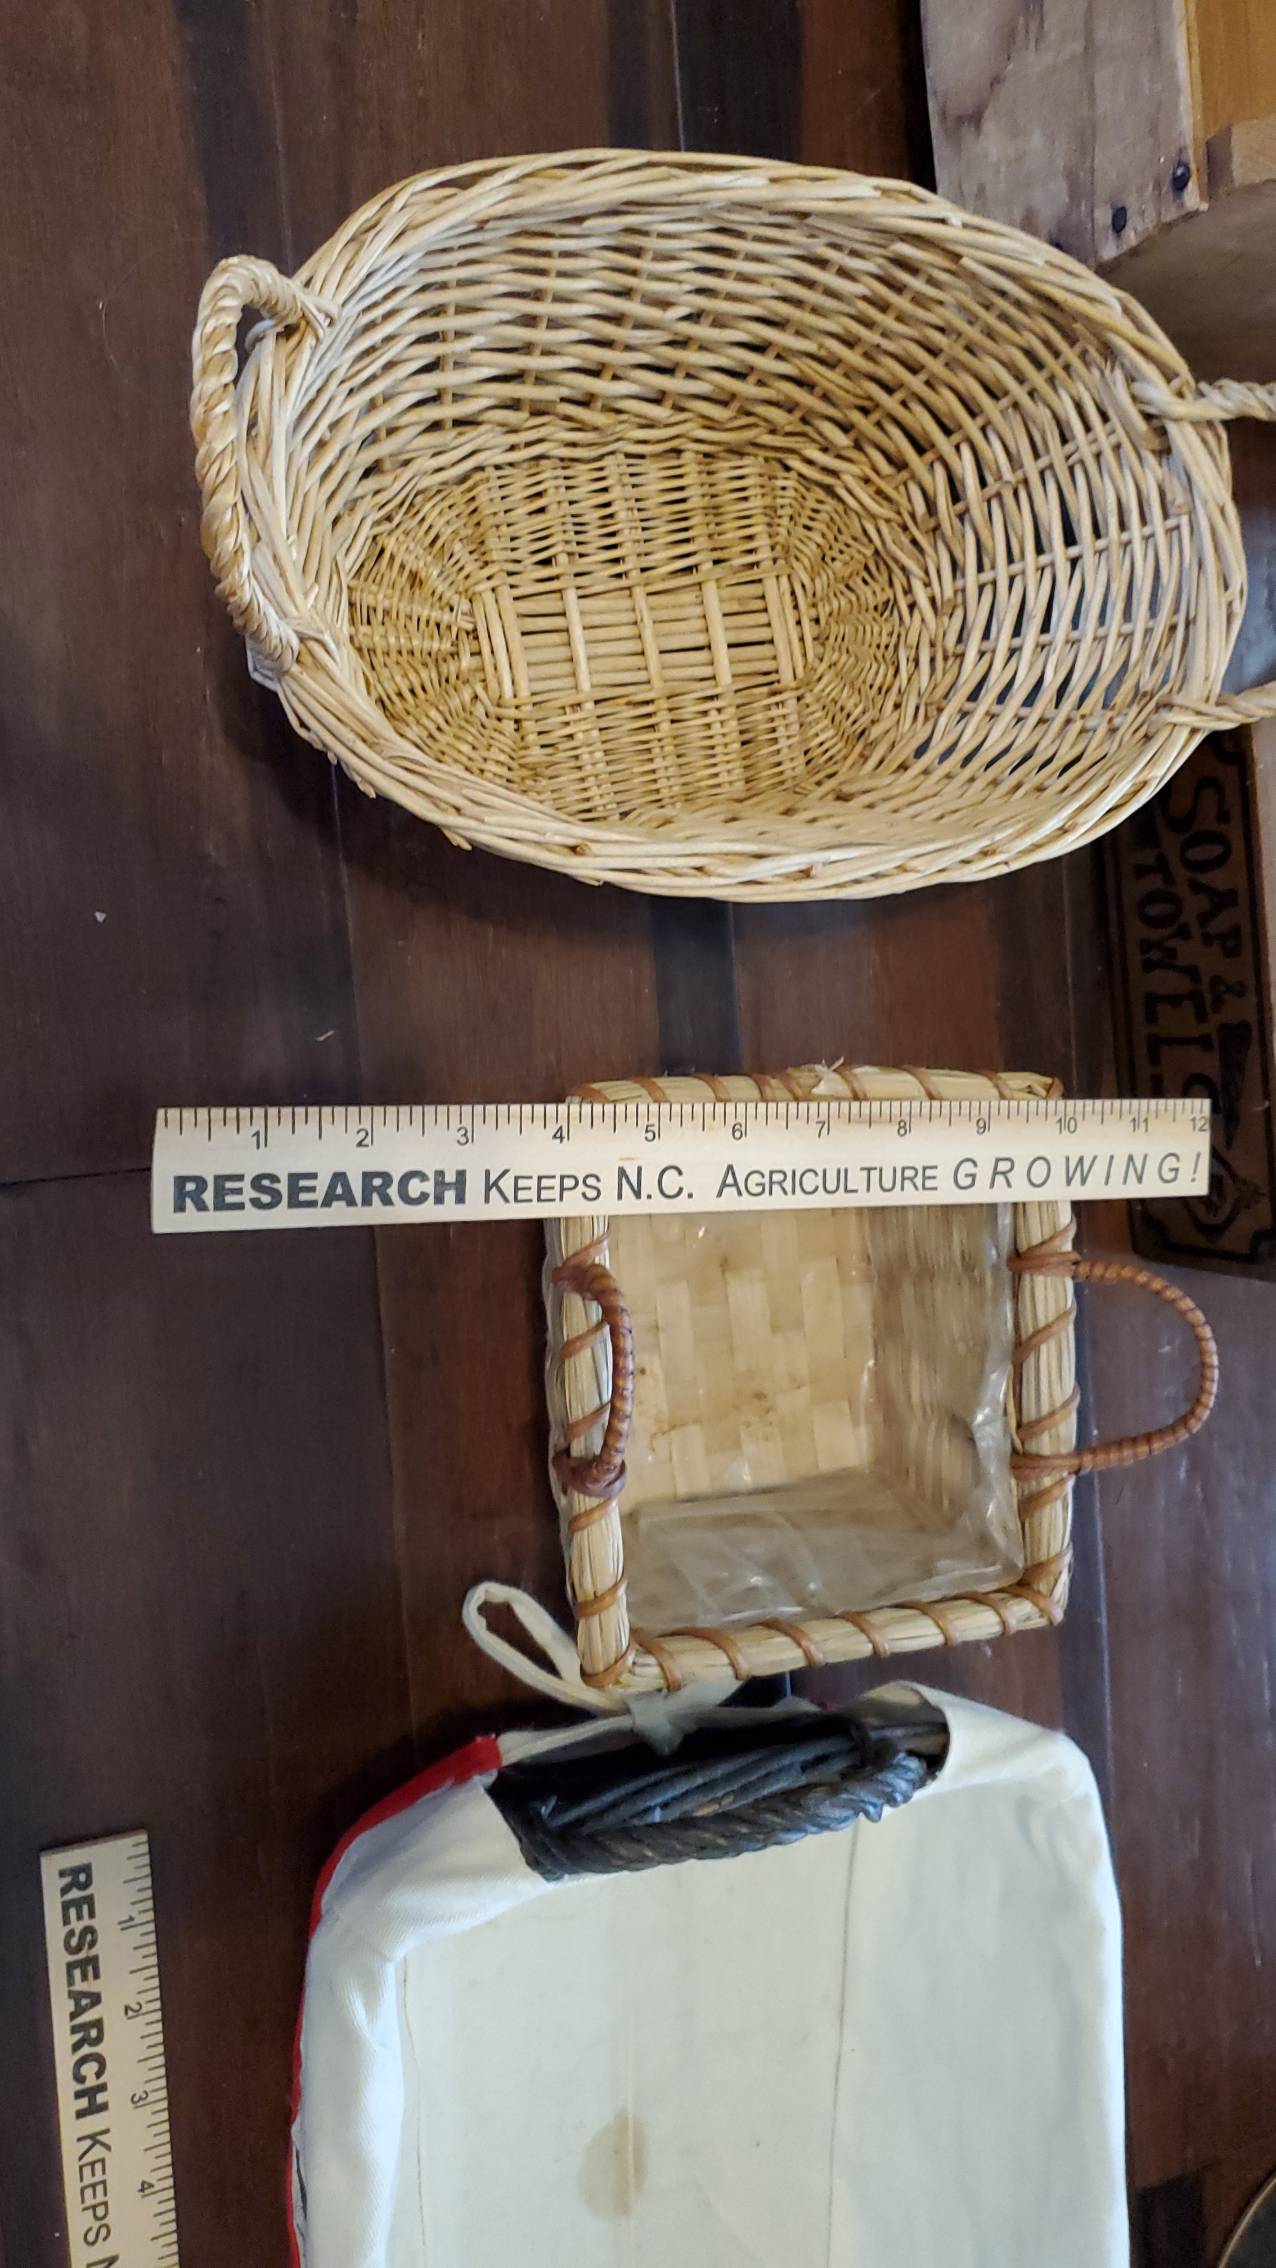 SOAP &
TOWEL
1 2 3 4 5 6 7 8 9 10 11 12
RESEARCH KEEPS N.C. AGRICULTURE GROWING!
1 2 3 4
RESEARCH KEEPS